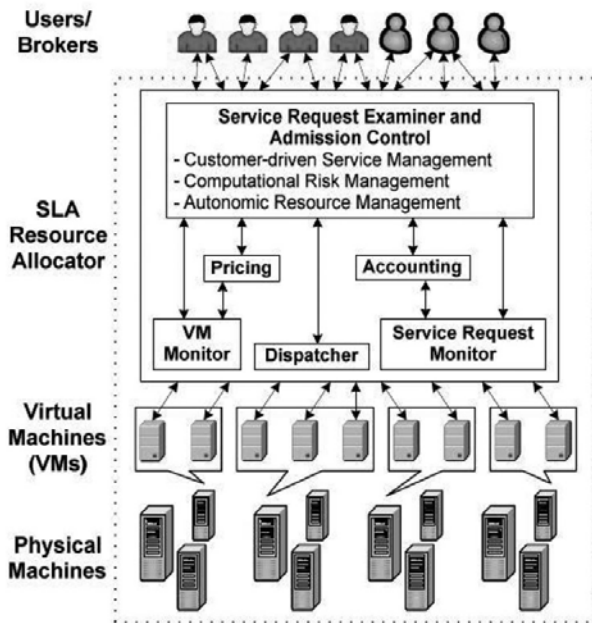 Users/
Brokers
Service Request Examiner and
Admission Control
- Customer-driven Service Management
- Computational Risk Management
- Autonomic Resource Management
SLA
Resource
Allocator
Pricing
Accounting
VM
Monitor
Dispatcher
Service Request
Monitor
Virtual
Machines
(VMs)
Physical
Machines